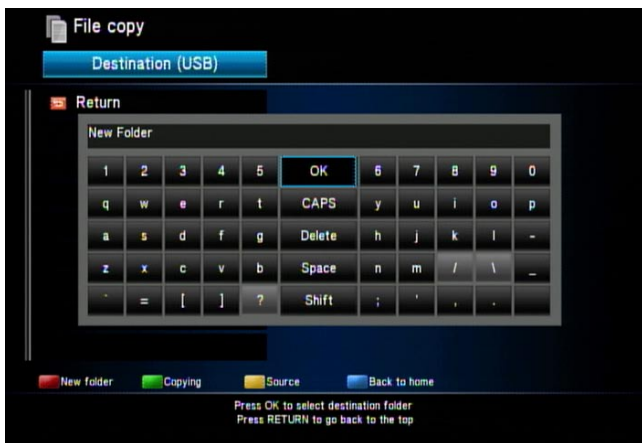 File copy
Destination (USB)
Return
New Folder
1 2 3 4 5 OK 6 7 8 9 0
q w e r t CAPS y u i o p
a s d f g Delete h j k l -
z x c v b Space n m / \ _
` = [ ] ? Shift ; ' , .
New folder Copying Source Back to home
Press OK to select destination folder
Press RETURN to go back to the top